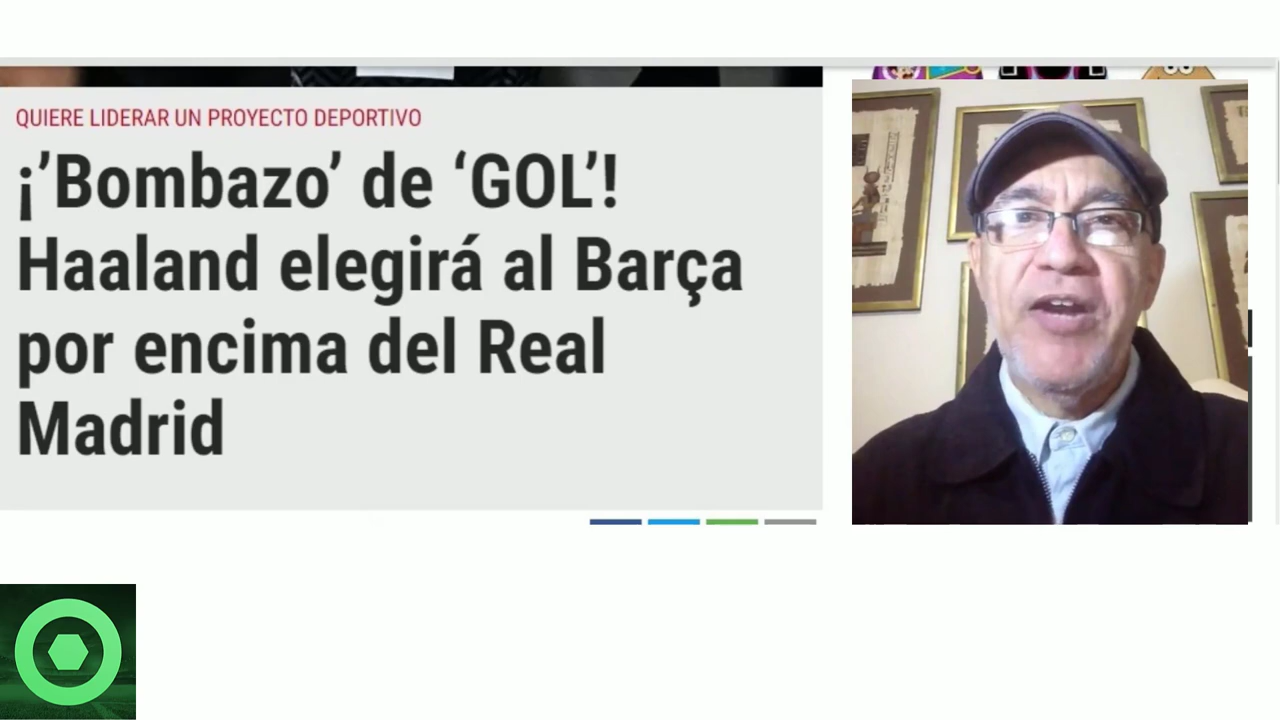 QUIERE LIDERAR UN PROYECTO DEPORTIVO
¡’Bombazo’ de ‘GOL’!
Haaland elegirá al Barça
por encima del Real
Madrid